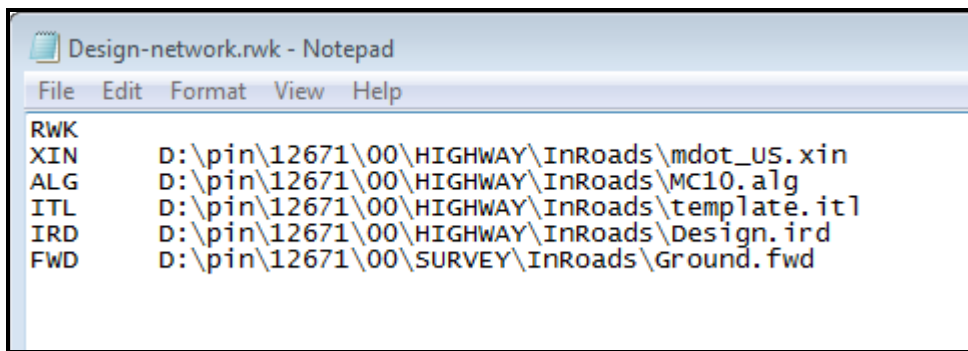 Design-network.rwk - Notepad
File Edit Format View Help
RWK
XIN D:\pin\12671\00\HIGHWAY\InRoads\mdot_US.xin
ALG D:\pin\12671\00\HIGHWAY\InRoads\MC10.alg
ITL D:\pin\12671\00\HIGHWAY\InRoads\template.itl
IRD D:\pin\12671\00\HIGHWAY\InRoads\Design.ird
FWD D:\pin\12671\00\SURVEY\InRoads\Ground.fwd